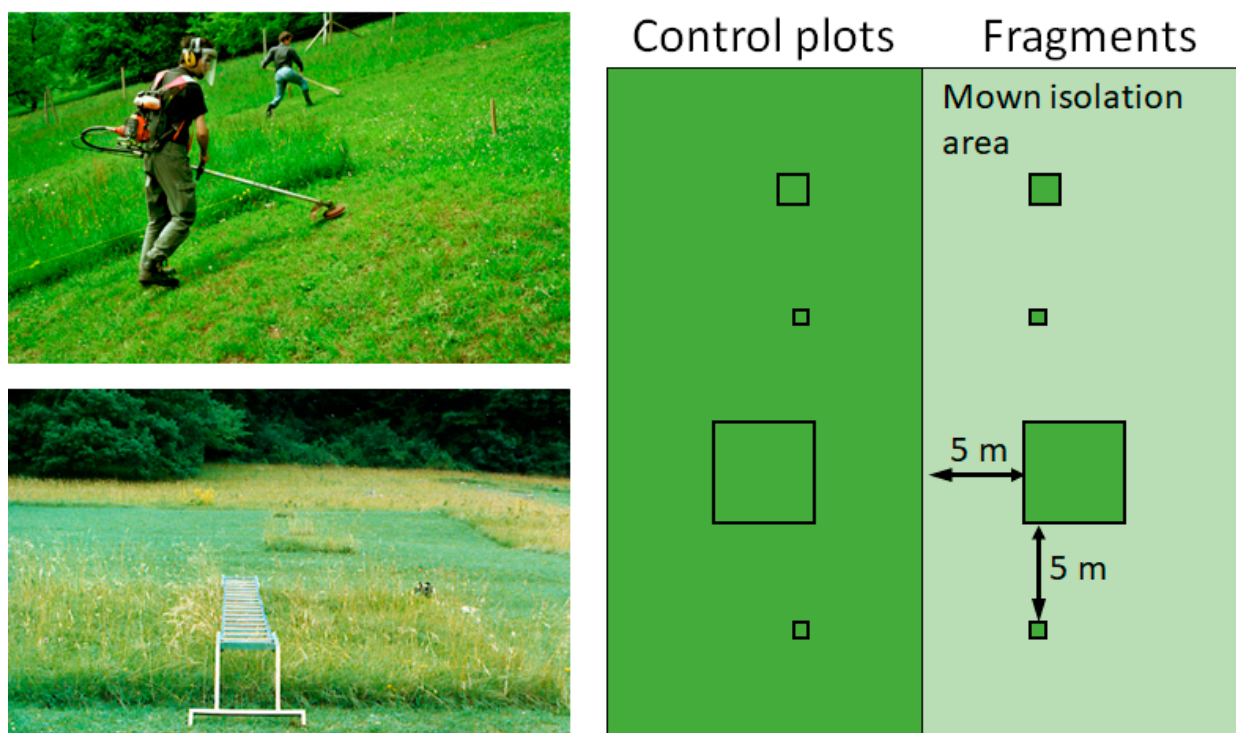 Control plots
Fragments
Mown isolation
area
5 m
5 m